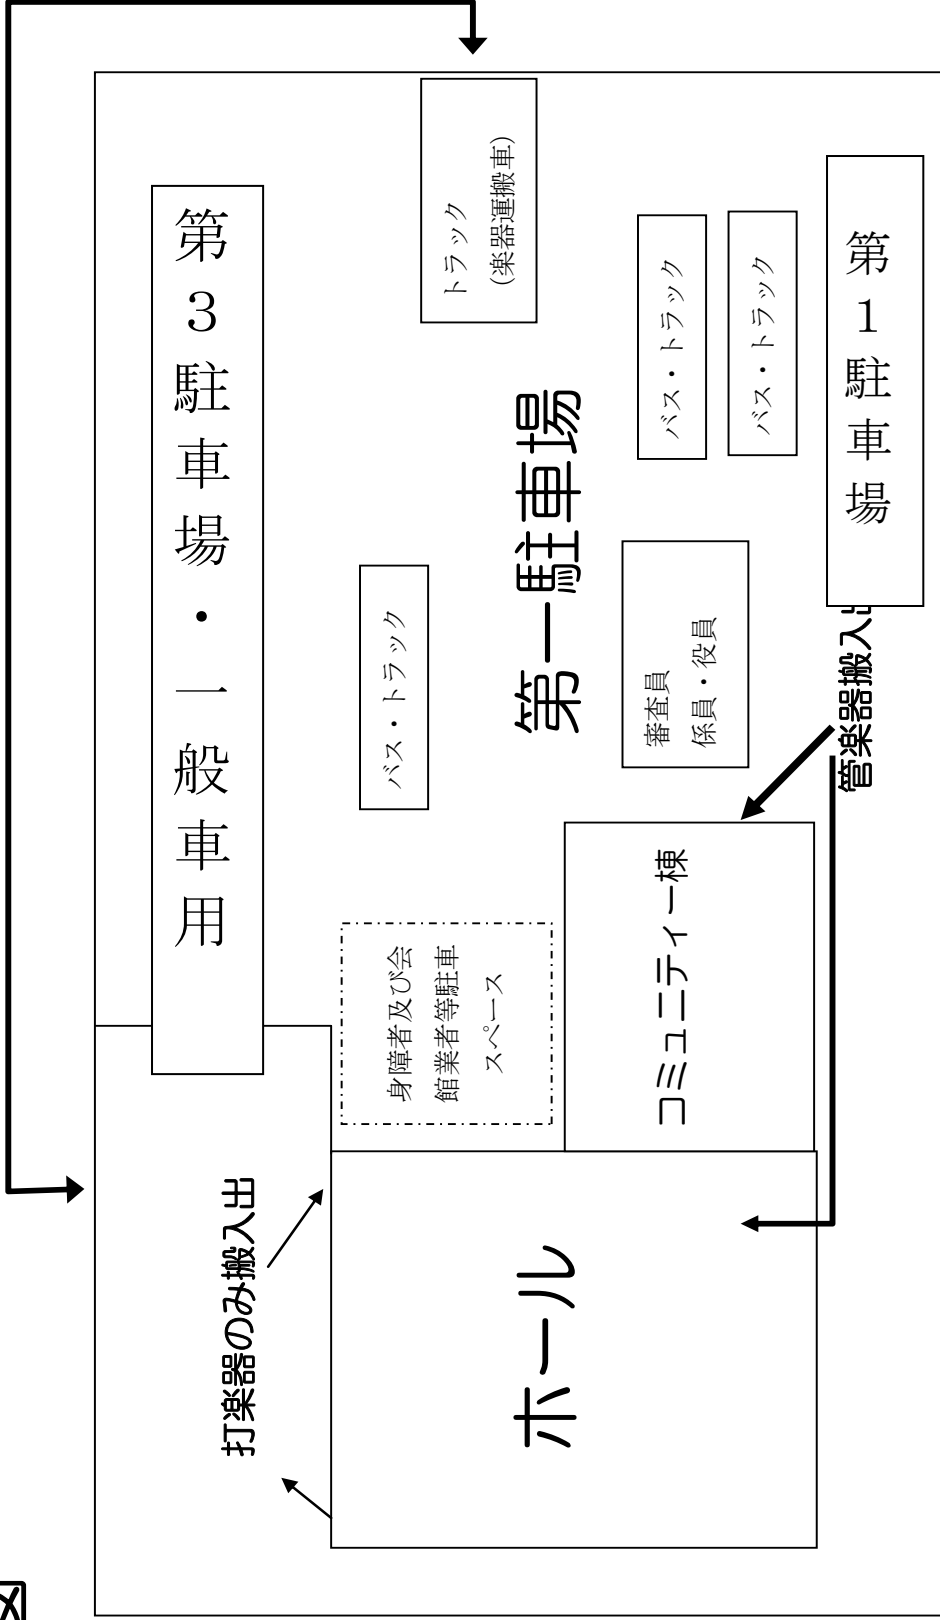 トラック
(楽器運搬車)
バス・トラック
バス・トラック
第１駐車場
第３駐車場・一般車用
第一駐車場
バス・トラック
審査員
係員・役員
管楽器搬入出
身障者及び会
館業者等駐車
スペース
コミュニティー棟
打楽器のみ搬入出
ホール
図